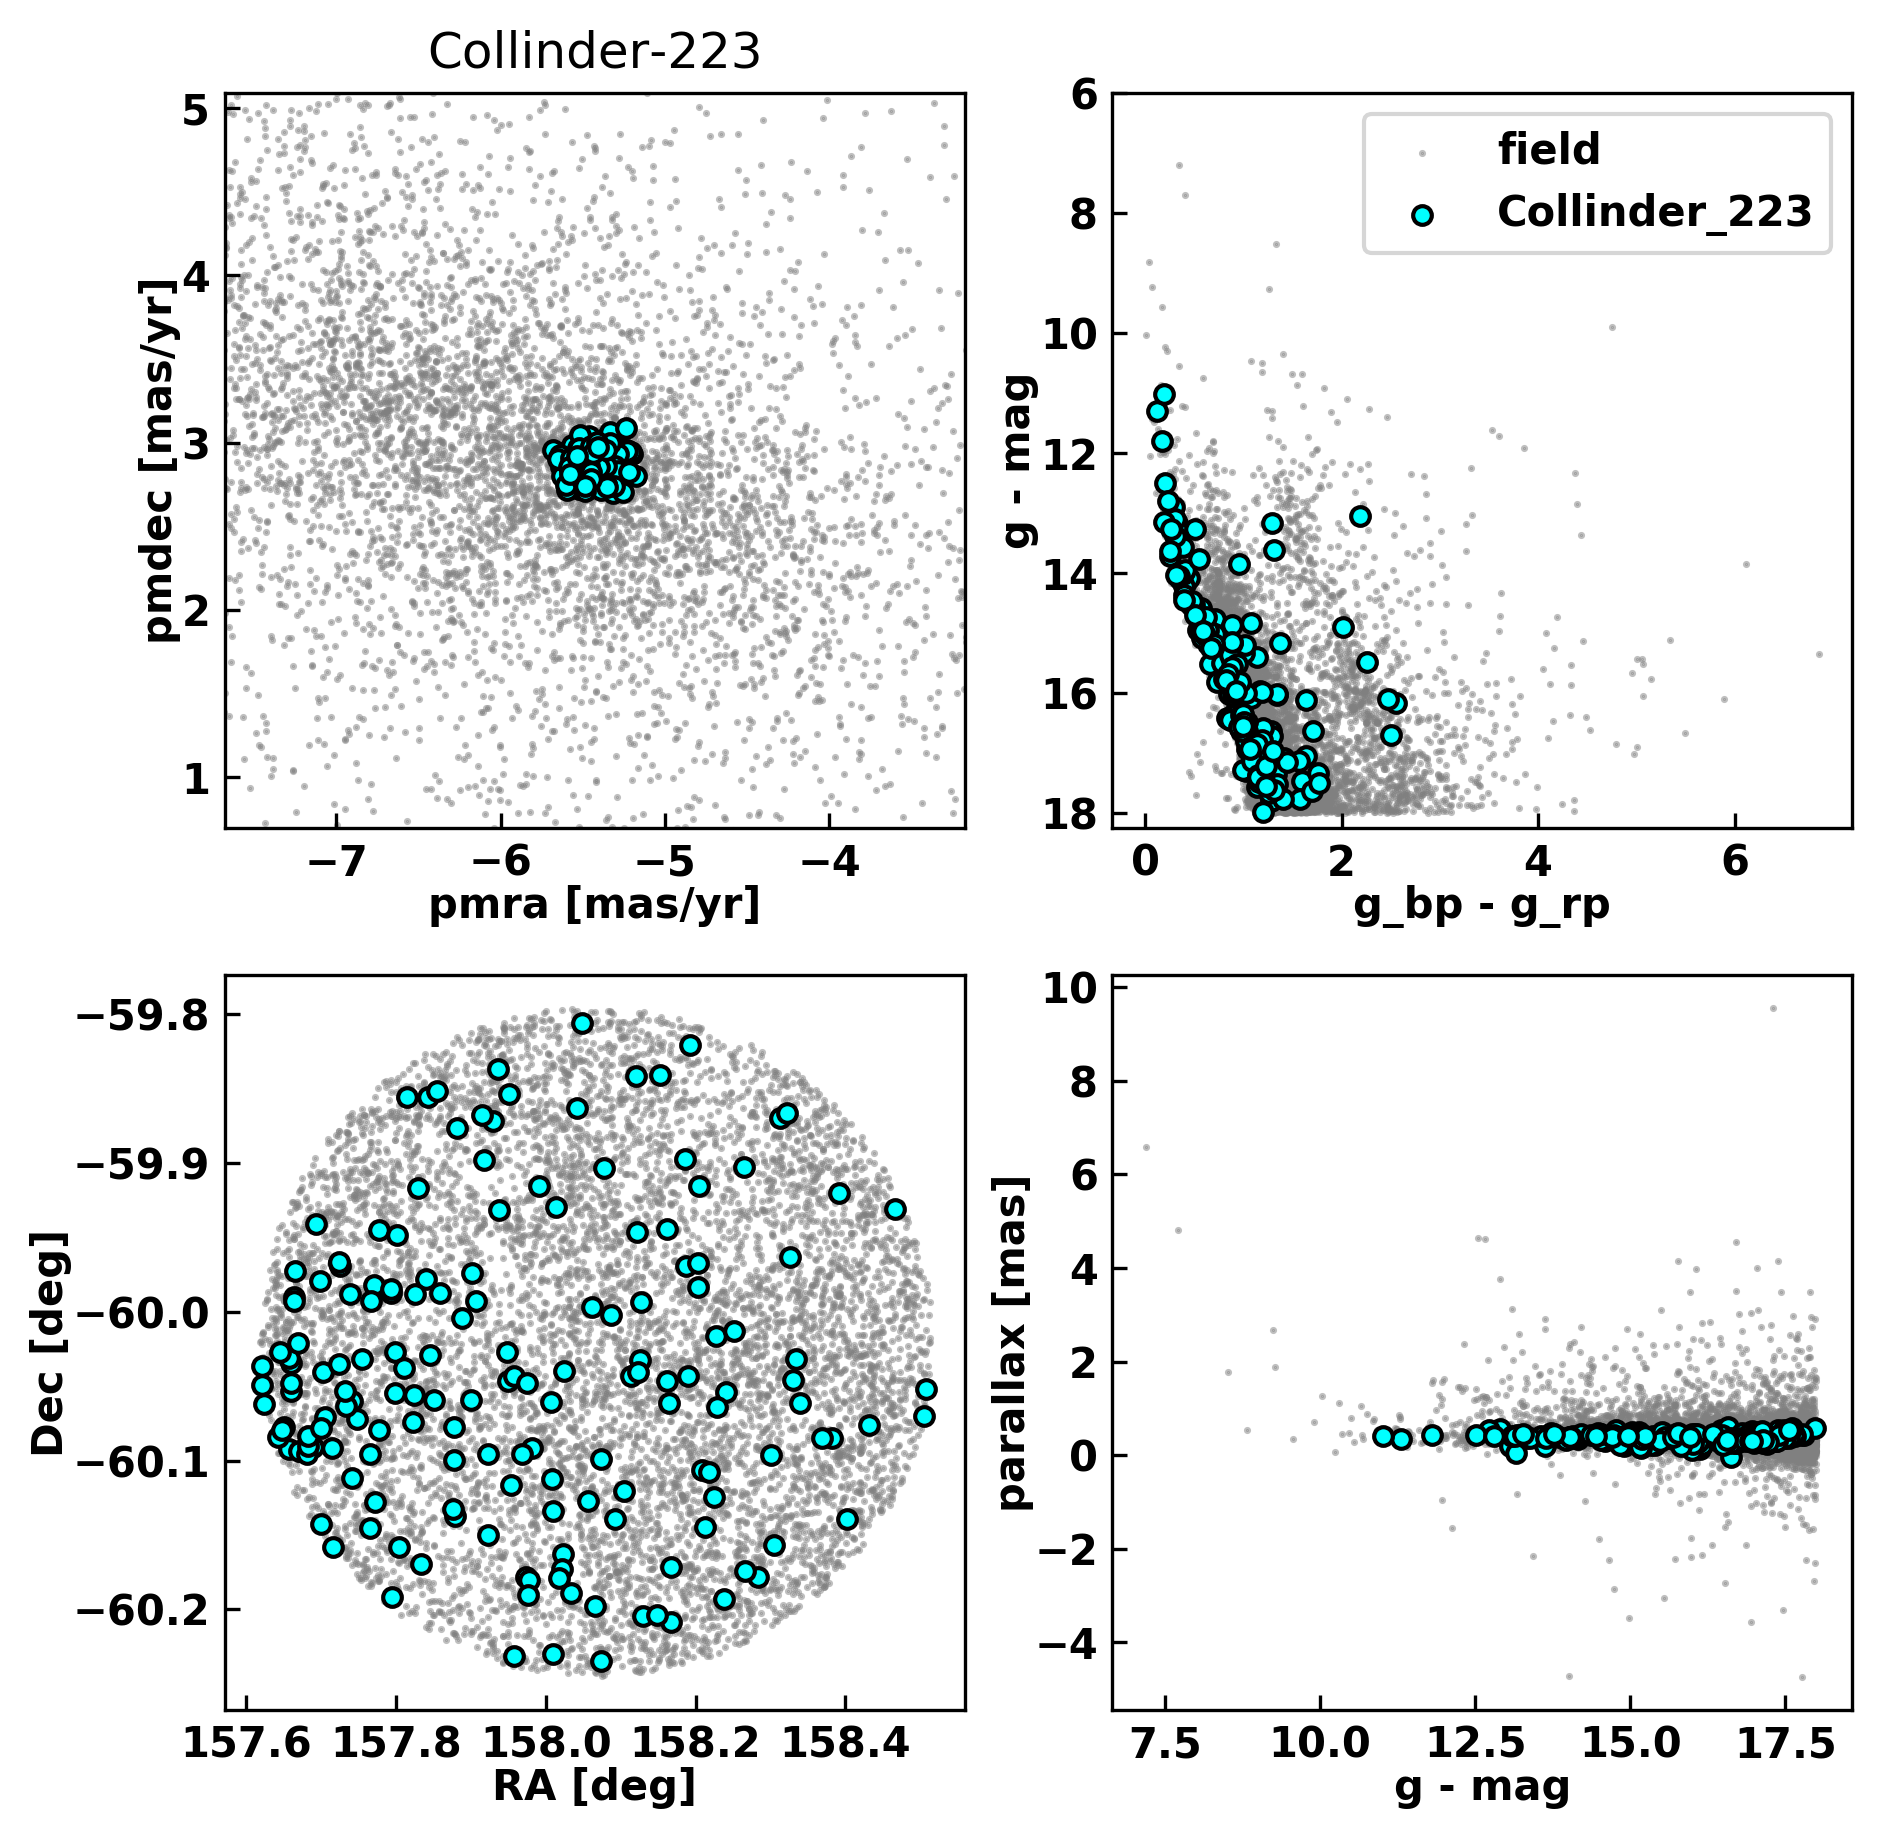 Collinder-223
5
4
3
2
1
pmdec [mas/yr]
−7 −6 −5 −4
pmra [mas/yr]
6
8
10
12
14
16
18
g - mag
field
Collinder_223
0 2 4 6
g_bp - g_rp
−59.8
−59.9
−60.0
−60.1
−60.2
Dec [deg]
157.6 157.8 158.0 158.2 158.4
RA [deg]
10
8
6
4
2
0
−2
−4
parallax [mas]
7.5 10.0 12.5 15.0 17.5
g - mag